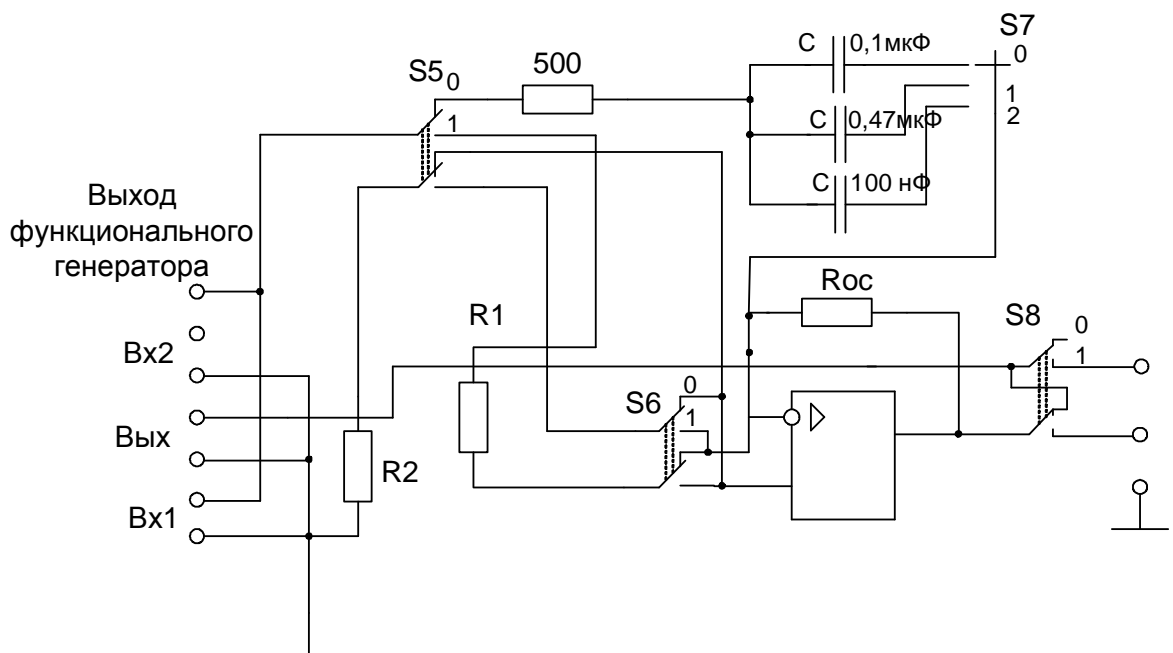 S7
C 0,1мкФ
0
S5
0
500
1
1
C 0,47мкФ
2
C 100 нФ
Выход
функционального
генератора
Rос
R1
S8
0
Вх2
1
S6
0
1
Вых
R2
Вх1